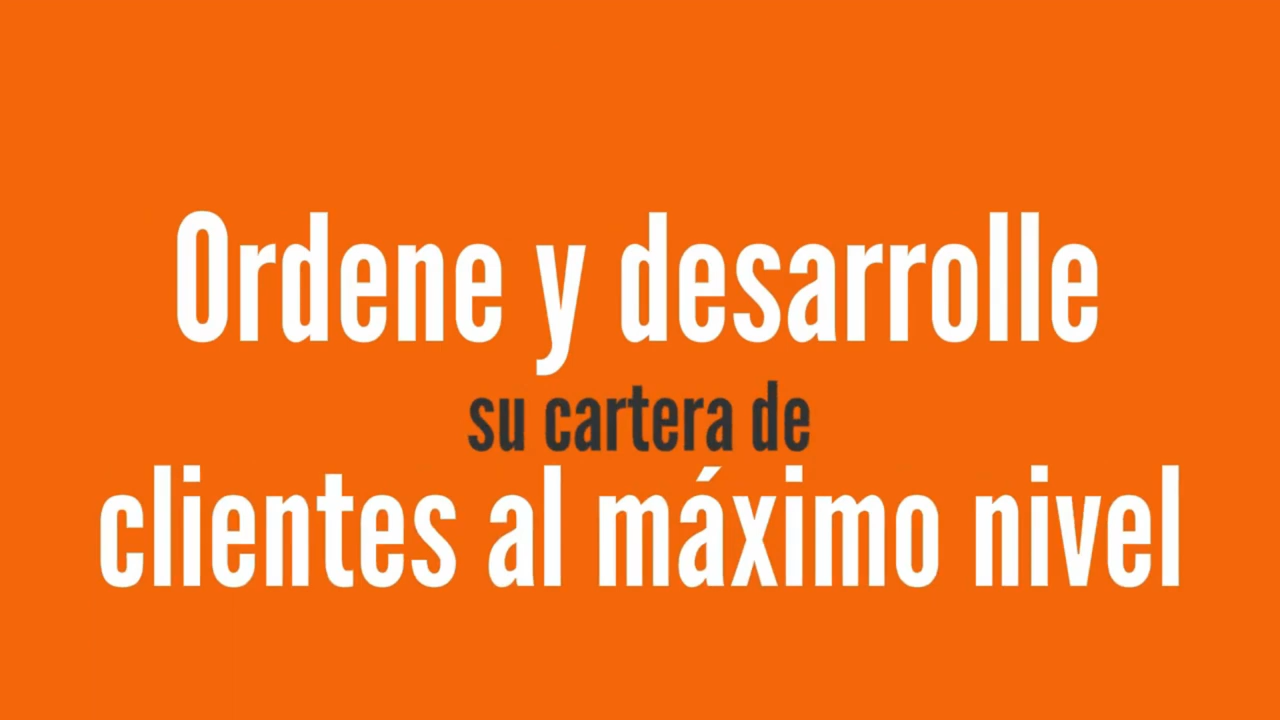 Ordene y desarrolle
su cartera de
clientes al máximo nivel